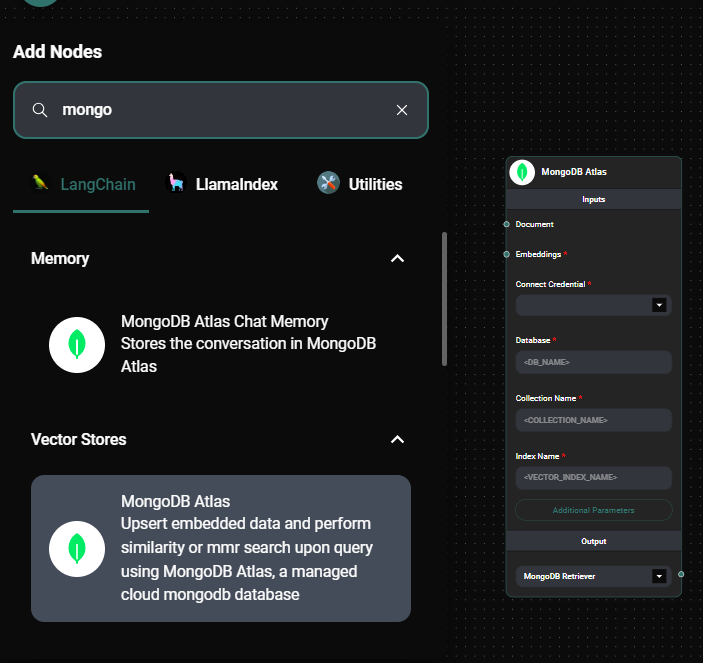 Add Nodes
mongo
LangChain
LlamaIndex
Utilities
Memory
MongoDB Atlas Chat Memory
Stores the conversation in MongoDB
Atlas
Vector Stores
MongoDB Atlas
Upsert embedded data and perform
similarity or mmr search upon query
using MongoDB Atlas, a managed
cloud mongodb database
MongoDB Atlas
Inputs
Document
Embeddings *
Connect Credential *
Database *
<DB_NAME>
Collection Name *
<COLLECTION_NAME>
Index Name *
<VECTOR_INDEX_NAME>
Additional Parameters
Output
MongoDB Retriever